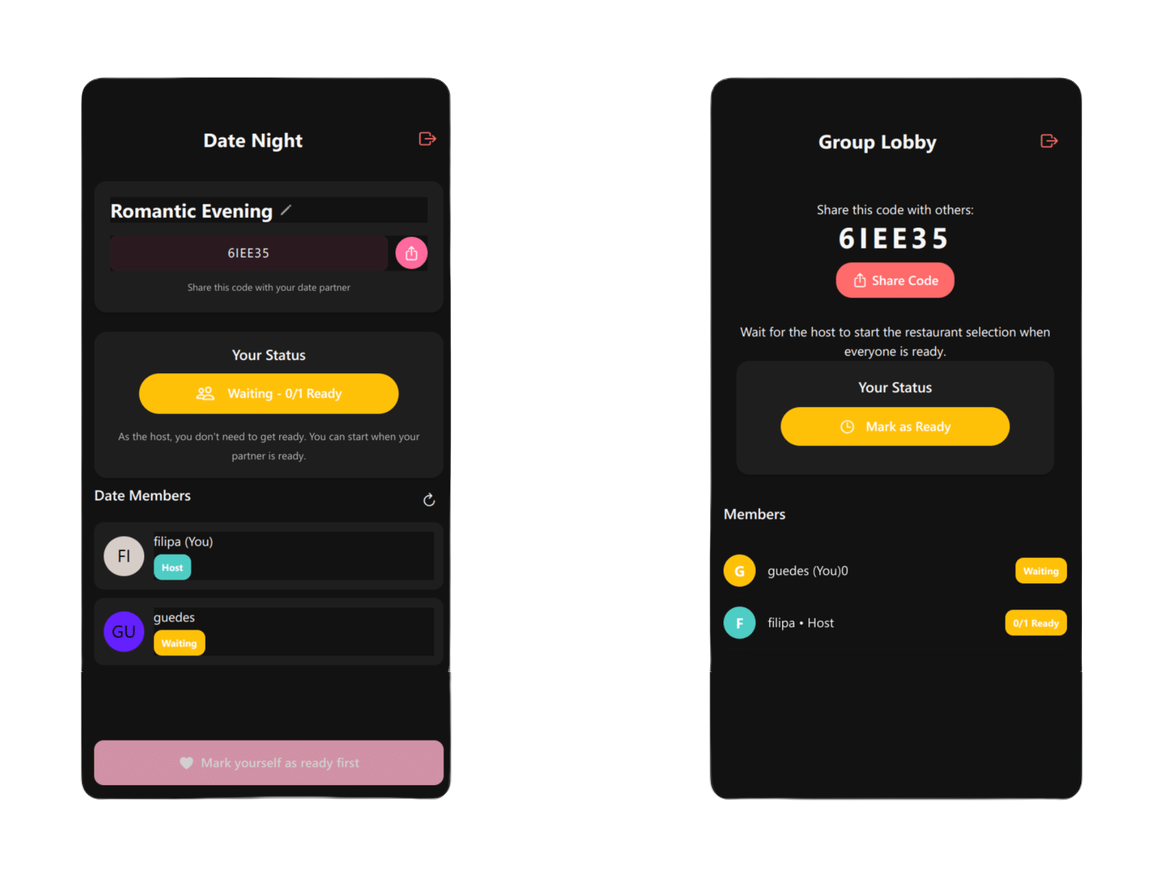 Date Night
Romantic Evening
6IEE35
Share this code with your date partner
Your Status
Waiting - 0/1 Ready
As the host, you don't need to get ready. You can start when your
partner is ready.
Date Members
FI
filipa (You)
Host
GU
guedes
Waiting
Mark yourself as ready first
Group Lobby
Share this code with others:
6IEE35
Share Code
Wait for the host to start the restaurant selection when
everyone is ready.
Your Status
Mark as Ready
Members
G
guedes (You)0
Waiting
F
filipa • Host
0/1 Ready